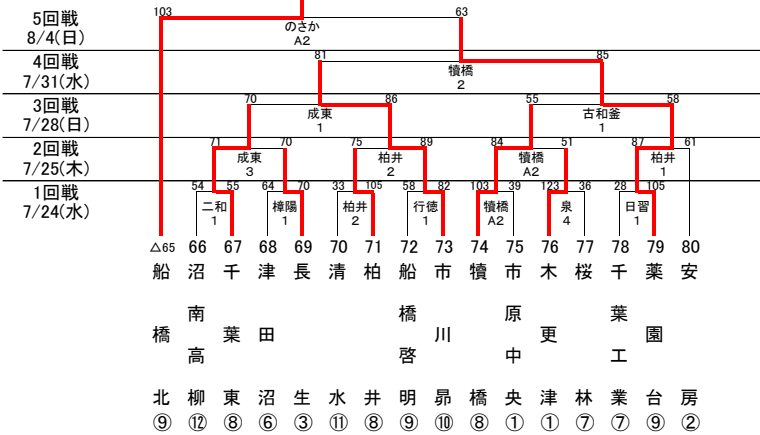 5回戦
8/4(日)
103
63
のさか
A2
4回戦
7/31(水)
81
85
犢橋
2
3回戦
7/28(日)
70
86
55
58
成東
1
古和釜
1
2回戦
7/25(木)
71
70
75
89
84
51
87
61
成東
3
柏井
2
犢橋
A2
柏井
1
1回戦
7/24(水)
54
55
64
70
33
105
58
82
103
39
123
36
28
105
二和
1
樟陽
1
柏井
2
行徳
1
犢橋
A2
泉
4
日習
1
△65 66 67 68 69 70 71 72 73 74 75 76 77 78 79 80
船橋北⑨
沼南高柳⑫
千葉東⑧
津田沼⑥
長生③
清水⑪
柏井⑧
船橋啓明⑨
市川昴⑩
犢橋⑧
市原中央①
木更津①
桜林⑦
千葉工業⑦
薬園台⑨
安房②